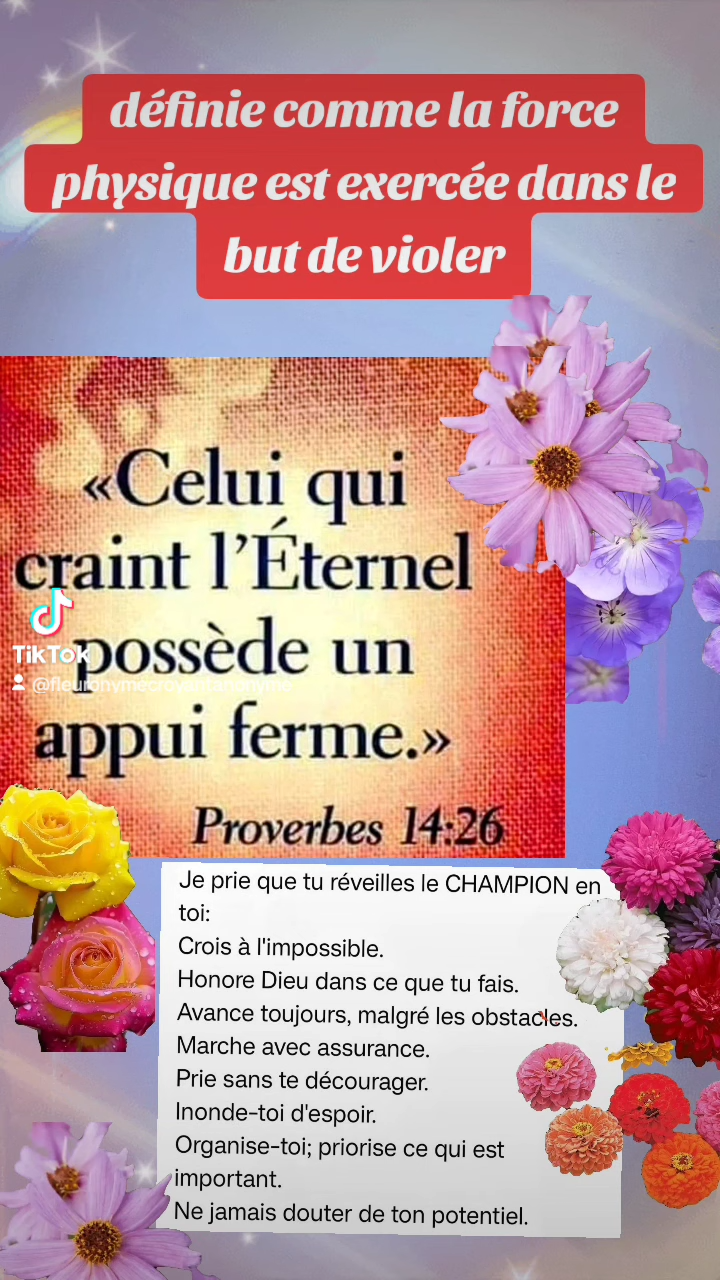 définie comme la force
physique est exercée dans le
but de violer
«Celui qui
craint l'Éternel
possède un
appui ferme.»
Proverbes 14:26
TikTok
@fleuronymecroyantanonyme
Je prie que tu réveilles le CHAMPION en
toi:
Crois à l'impossible.
Honore Dieu dans ce que tu fais.
Avance toujours, malgré les obstacles.
Marche avec assurance.
Prie sans te décourager.
Inonde-toi d'espoir.
Organise-toi; priorise ce qui est
important.
Ne jamais douter de ton potentiel.